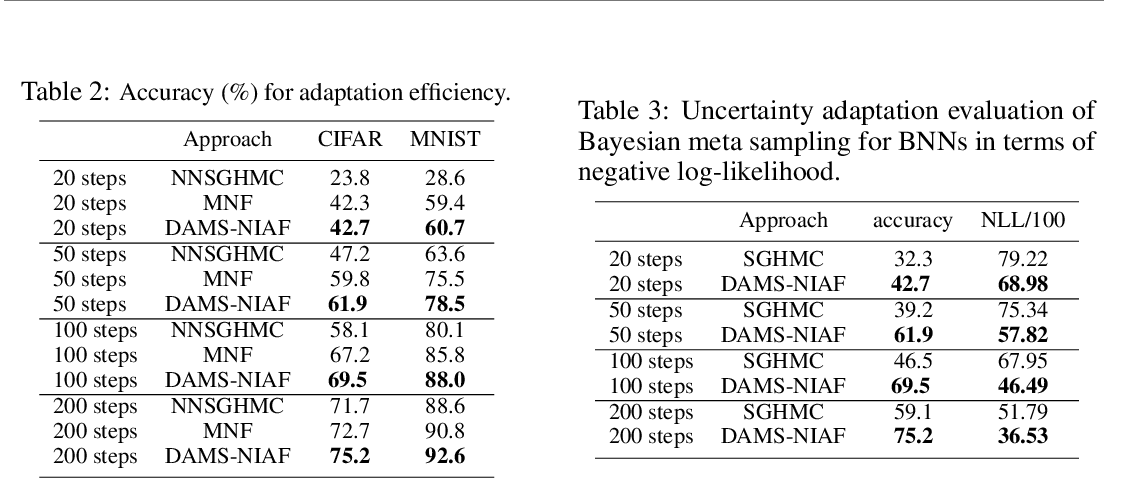 Table 2: Accuracy (%) for adaptation efficiency.
Approach CIFAR MNIST
20 steps NNSGHMC 23.8 28.6
20 steps MNF 42.3 59.4
20 steps DAMS-NIAF 42.7 60.7
50 steps NNSGHMC 47.2 63.6
50 steps MNF 59.8 75.5
50 steps DAMS-NIAF 61.9 78.5
100 steps NNSGHMC 58.1 80.1
100 steps MNF 67.2 85.8
100 steps DAMS-NIAF 69.5 88.0
200 steps NNSGHMC 71.7 88.6
200 steps MNF 72.7 90.8
200 steps DAMS-NIAF 75.2 92.6
Table 3: Uncertainty adaptation evaluation of
Bayesian meta sampling for BNNs in terms of
negative log-likelihood.
Approach accuracy NLL/100
20 steps SGHMC 32.3 79.22
20 steps DAMS-NIAF 42.7 68.98
50 steps SGHMC 39.2 75.34
50 steps DAMS-NIAF 61.9 57.82
100 steps SGHMC 46.5 67.95
100 steps DAMS-NIAF 69.5 46.49
200 steps SGHMC 59.1 51.79
200 steps DAMS-NIAF 75.2 36.53